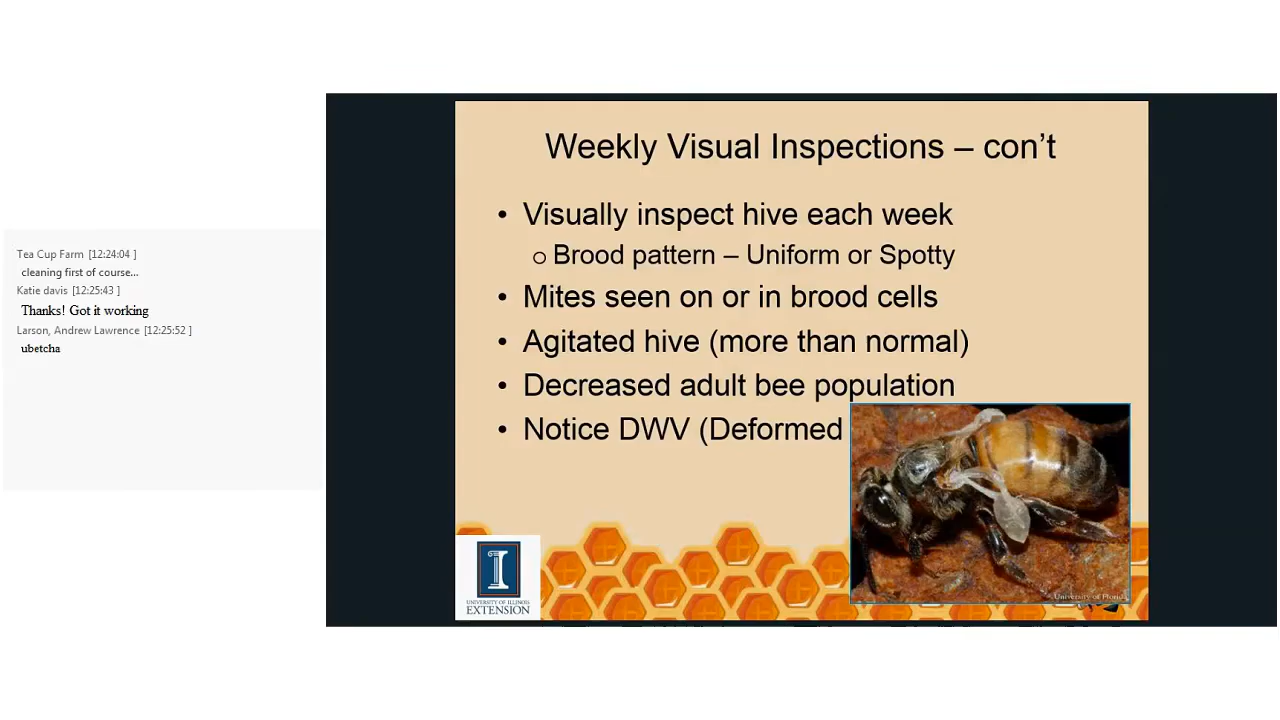 Tea Cup Farm [12:24:04 ]
cleaning first of course...
Katie davis [12:25:43 ]
Thanks! Got it working
Larson, Andrew Lawrence [12:25:52 ]
ubetcha
Weekly Visual Inspections – con’t
• Visually inspect hive each week
o Brood pattern – Uniform or Spotty
• Mites seen on or in brood cells
• Agitated hive (more than normal)
• Decreased adult bee population
• Notice DWV (Deformed
University of Florida
I
UNIVERSITY OF ILLINOIS
EXTENSION